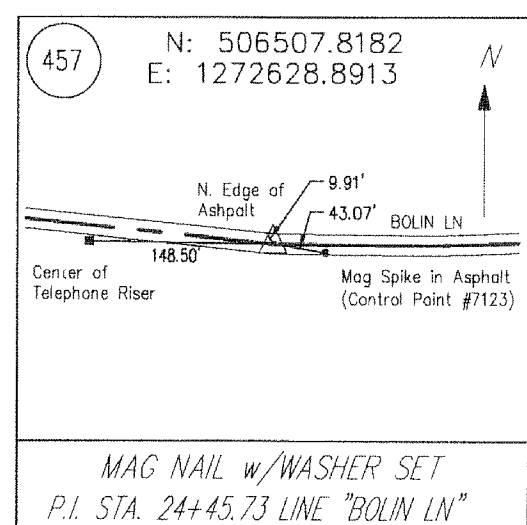 457
N: 506507.8182
E: 1272628.8913
N
N. Edge of
Ashpalt
9.91'
43.07'
BOLIN LN
148.50'
Center of
Telephone Riser
Mag Spike in Asphalt
(Control Point #7123)
MAG NAIL w/WASHER SET
P.I. STA. 24+45.73 LINE "BOLIN LN"